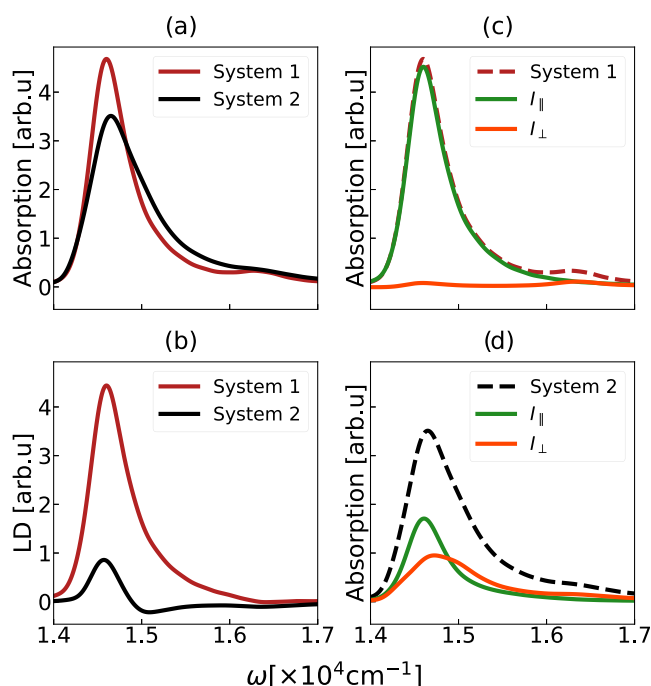 (a)
Absorption [arb.u]
4
3
2
1
0
System 1
System 2
(c)
Absorption [arb.u]
System 1
I∥
I⊥
(b)
LD [arb.u]
4
3
2
1
0
1.4 1.5 1.6 1.7
System 1
System 2
(d)
Absorption [arb.u]
1.4 1.5 1.6 1.7
System 2
I∥
I⊥
ω[×10⁴cm⁻¹]